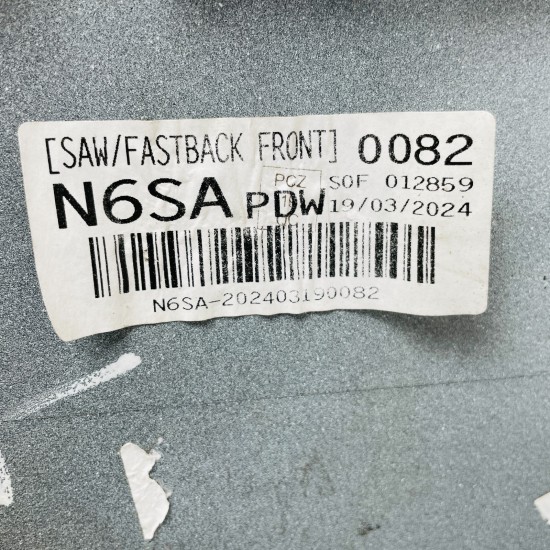 [SAW/FASTBACK FRONT] 0082
N6SA PDW
PCZ
SOF 012859
19/03/2024
N6SA-202403190082